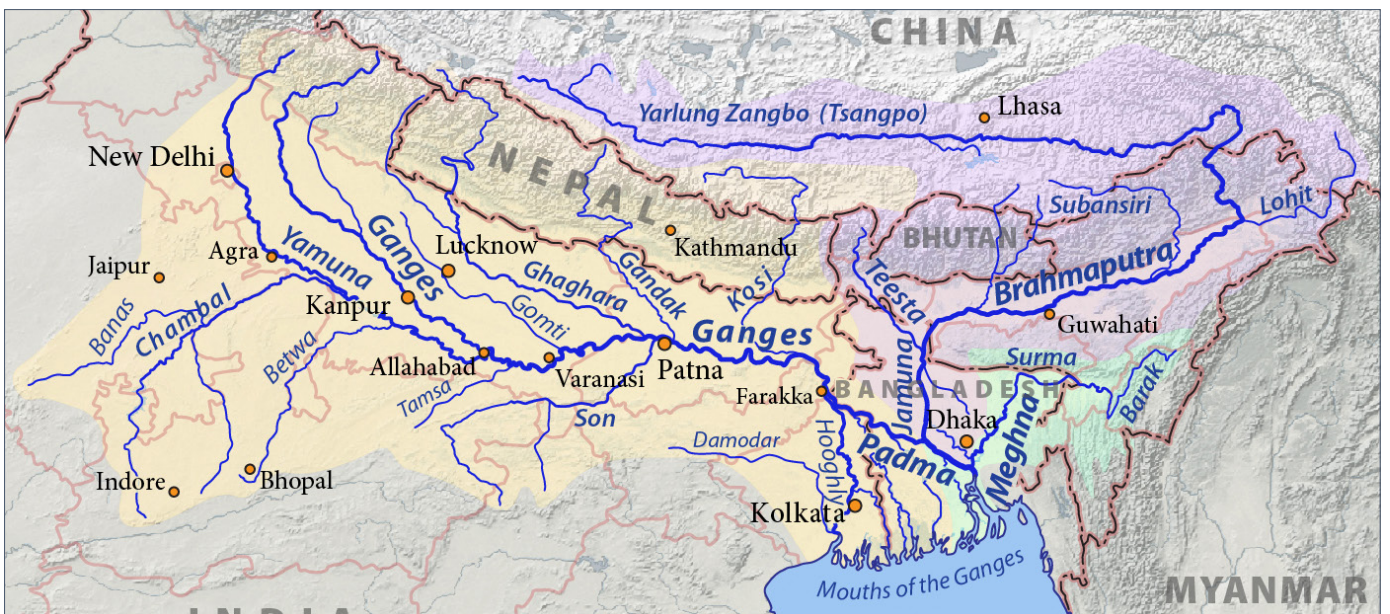 CHINA
Yarlung Zangbo (Tsangpo)
Lhasa
New Delhi
NEPAL
Subansiri
Lohit
Agra
Yamuna
Ganges
Lucknow
Kathmandu
BHUTAN
Jaipur
Ghaghara
Gandak
Kosi
Teesta
Brahmaputra
Banas
Chambal
Kanpur
Gomti
Ganges
Guwahati
Betwa
Allahabad
Varanasi
Patna
Surma
Tamsa
Son
Farakka
BANGLADESH
Jamuna
Barak
Damodar
Hooghly
Padma
Dhaka
Meghna
Indore
Bhopal
Kolkata
Mouths of the Ganges
MYANMAR
INDIA